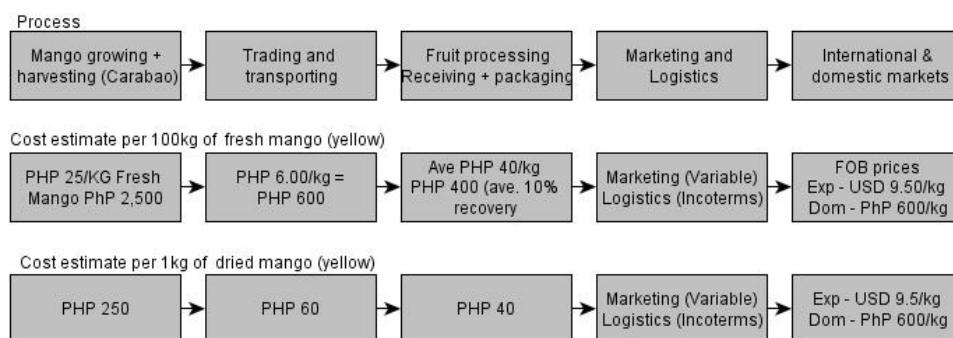 Process
Mango growing +
harvesting (Carabao)
Trading and
transporting
Fruit processing
Receiving + packaging
Marketing and
Logistics
International &
domestic markets
Cost estimate per 100kg of fresh mango (yellow)
PHP 25/KG Fresh
Mango PhP 2,500
PHP 6.00/kg =
PHP 600
Ave PHP 40/kg
PHP 400 (ave. 10%
recovery
Marketing (Variable)
Logistics (Incoterms)
FOB prices
Exp - USD 9.50/kg
Dom - PhP 600/kg
Cost estimate per 1kg of dried mango (yellow)
PHP 250
PHP 60
PHP 40
Marketing (Variable)
Logistics (Incoterms)
Exp - USD 9.5/kg
Dom - PhP 600/kg